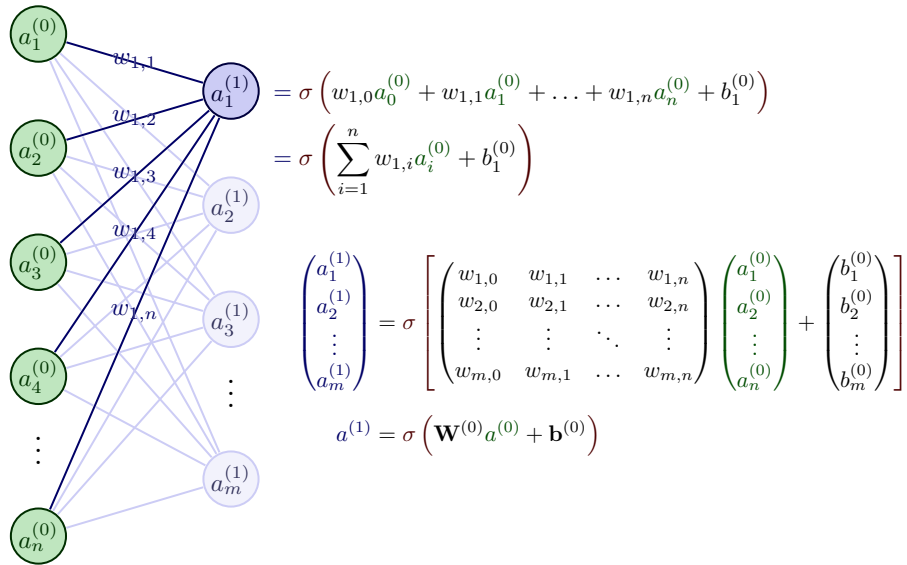 a_1^{(0)}
w_{1,1}
a_1^{(1)} = σ ( w_{1,0} a_0^{(0)} + w_{1,1} a_1^{(0)} + … + w_{1,n} a_n^{(0)} + b_1^{(0)} )
w_{1,2}
a_2^{(0)}
= σ ( ∑_{i=1}^{n} w_{1,i} a_i^{(0)} + b_1^{(0)} )
w_{1,3}
a_2^{(1)}
w_{1,4}
a_3^{(0)}
w_{1,n}
a_3^{(1)}
a_4^{(0)}
⋮
⋮
a_m^{(1)}
a_n^{(0)}
a_1^{(1)} w_{1,0} w_{1,1} … w_{1,n} a_1^{(0)} b_1^{(0)}
a_2^{(1)} = σ [ w_{2,0} w_{2,1} … w_{2,n} a_2^{(0)} + b_2^{(0)} ]
⋮ ⋮ ⋮ ⋱ ⋮ ⋮ ⋮
a_m^{(1)} w_{m,0} w_{m,1} … w_{m,n} a_n^{(0)} b_m^{(0)}
a^{(1)} = σ ( W^{(0)} a^{(0)} + b^{(0)} )